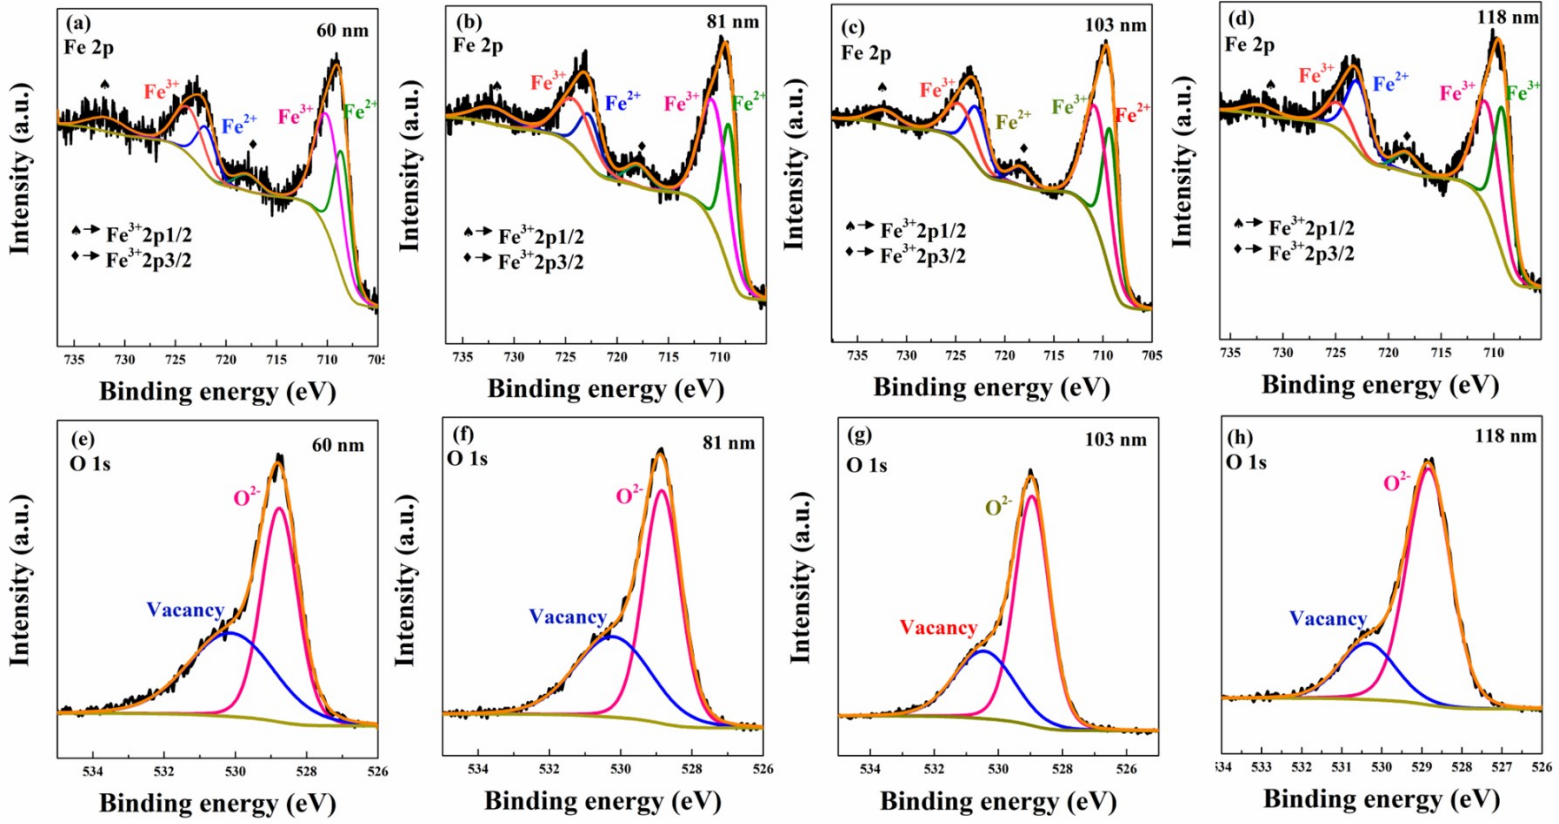 (a)
60 nm
Fe 2p
Fe³⁺
Fe²⁺
Fe³⁺
Fe²⁺
♠→Fe³⁺2p1/2
♦→Fe³⁺2p3/2
Intensity (a.u.)
735 730 725 720 715 710 705
Binding energy (eV)
(b)
81 nm
Fe 2p
Fe³⁺
Fe²⁺
Fe³⁺
Fe²⁺
♠→Fe³⁺2p1/2
♦→Fe³⁺2p3/2
Intensity (a.u.)
735 730 725 720 715 710
Binding energy (eV)
(c)
103 nm
Fe 2p
Fe³⁺
Fe²⁺
Fe³⁺
Fe²⁺
♠→Fe³⁺2p1/2
♦→Fe³⁺2p3/2
Intensity (a.u.)
735 730 725 720 715 710 705
Binding energy (eV)
(d)
118 nm
Fe 2p
Fe³⁺
Fe²⁺
Fe³⁺
Fe³⁺
♠→Fe³⁺2p1/2
♦→Fe³⁺2p3/2
Intensity (a.u.)
735 730 725 720 715 710
Binding energy (eV)
(e)
60 nm
O 1s
O²⁻
Vacancy
Intensity (a.u.)
534 532 530 528 526
Binding energy (eV)
(f)
81 nm
O 1s
O²⁻
Vacancy
Intensity (a.u.)
534 532 530 528 526
Binding energy (eV)
(g)
103 nm
O 1s
O²⁻
Vacancy
Intensity (a.u.)
534 532 530 528 526
Binding energy (eV)
(h)
118 nm
O 1s
O²⁻
Vacancy
Intensity (a.u.)
534 533 532 531 530 529 528 527 526
Binding energy (eV)